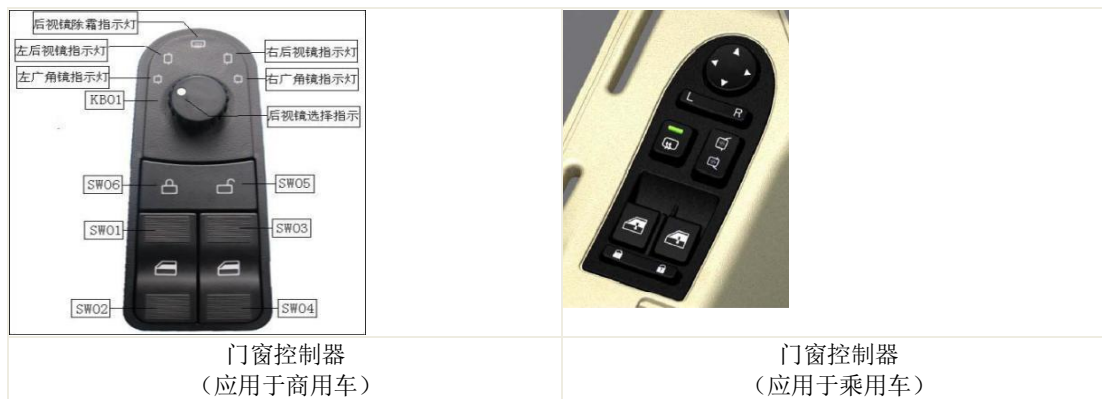 后视镜除霜指示灯
左后视镜指示灯
右后视镜指示灯
左广角镜指示灯
右广角镜指示灯
KB01
后视镜选择指示
SW06
SW05
SW01
SW03
SW02
SW04
L
R
门窗控制器
（应用于商用车）
门窗控制器
（应用于乘用车）